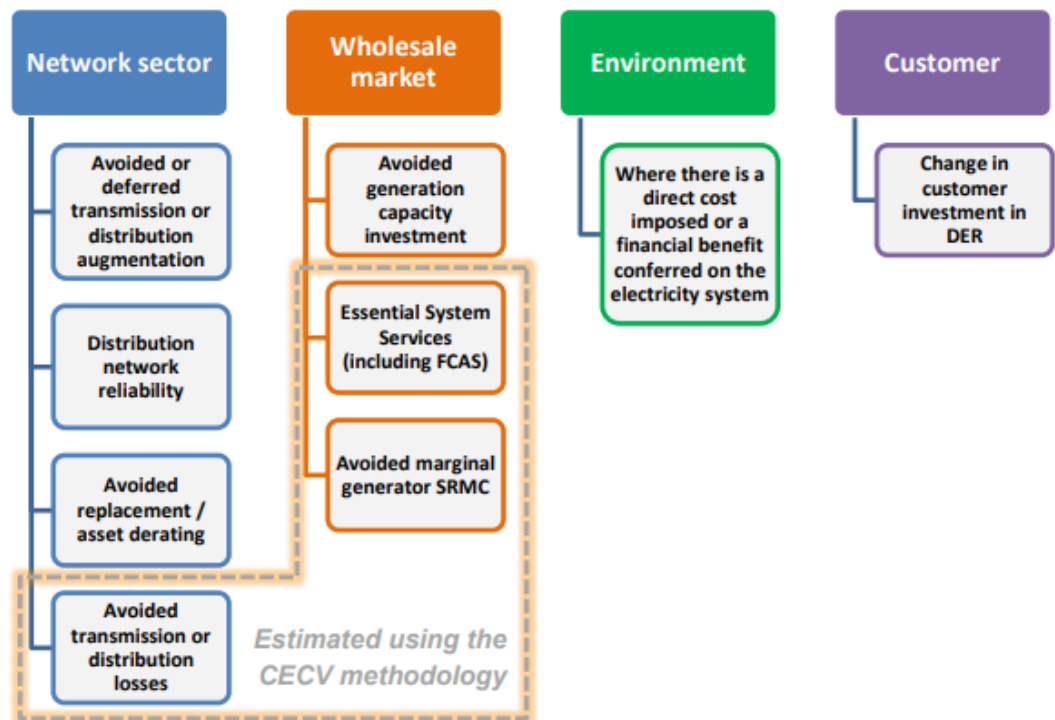 Network sector
Avoided or
deferred
transmission or
distribution
augmentation
Distribution
network
reliability
Avoided
replacement /
asset derating
Avoided
transmission or
distribution
losses
Wholesale
market
Avoided
generation
capacity
investment
Essential System
Services
(including FCAS)
Avoided marginal
generator SRMC
Estimated using the
CECV methodology
Environment
Where there is a
direct cost
imposed or a
financial benefit
conferred on the
electricity system
Customer
Change in
customer
investment in
DER